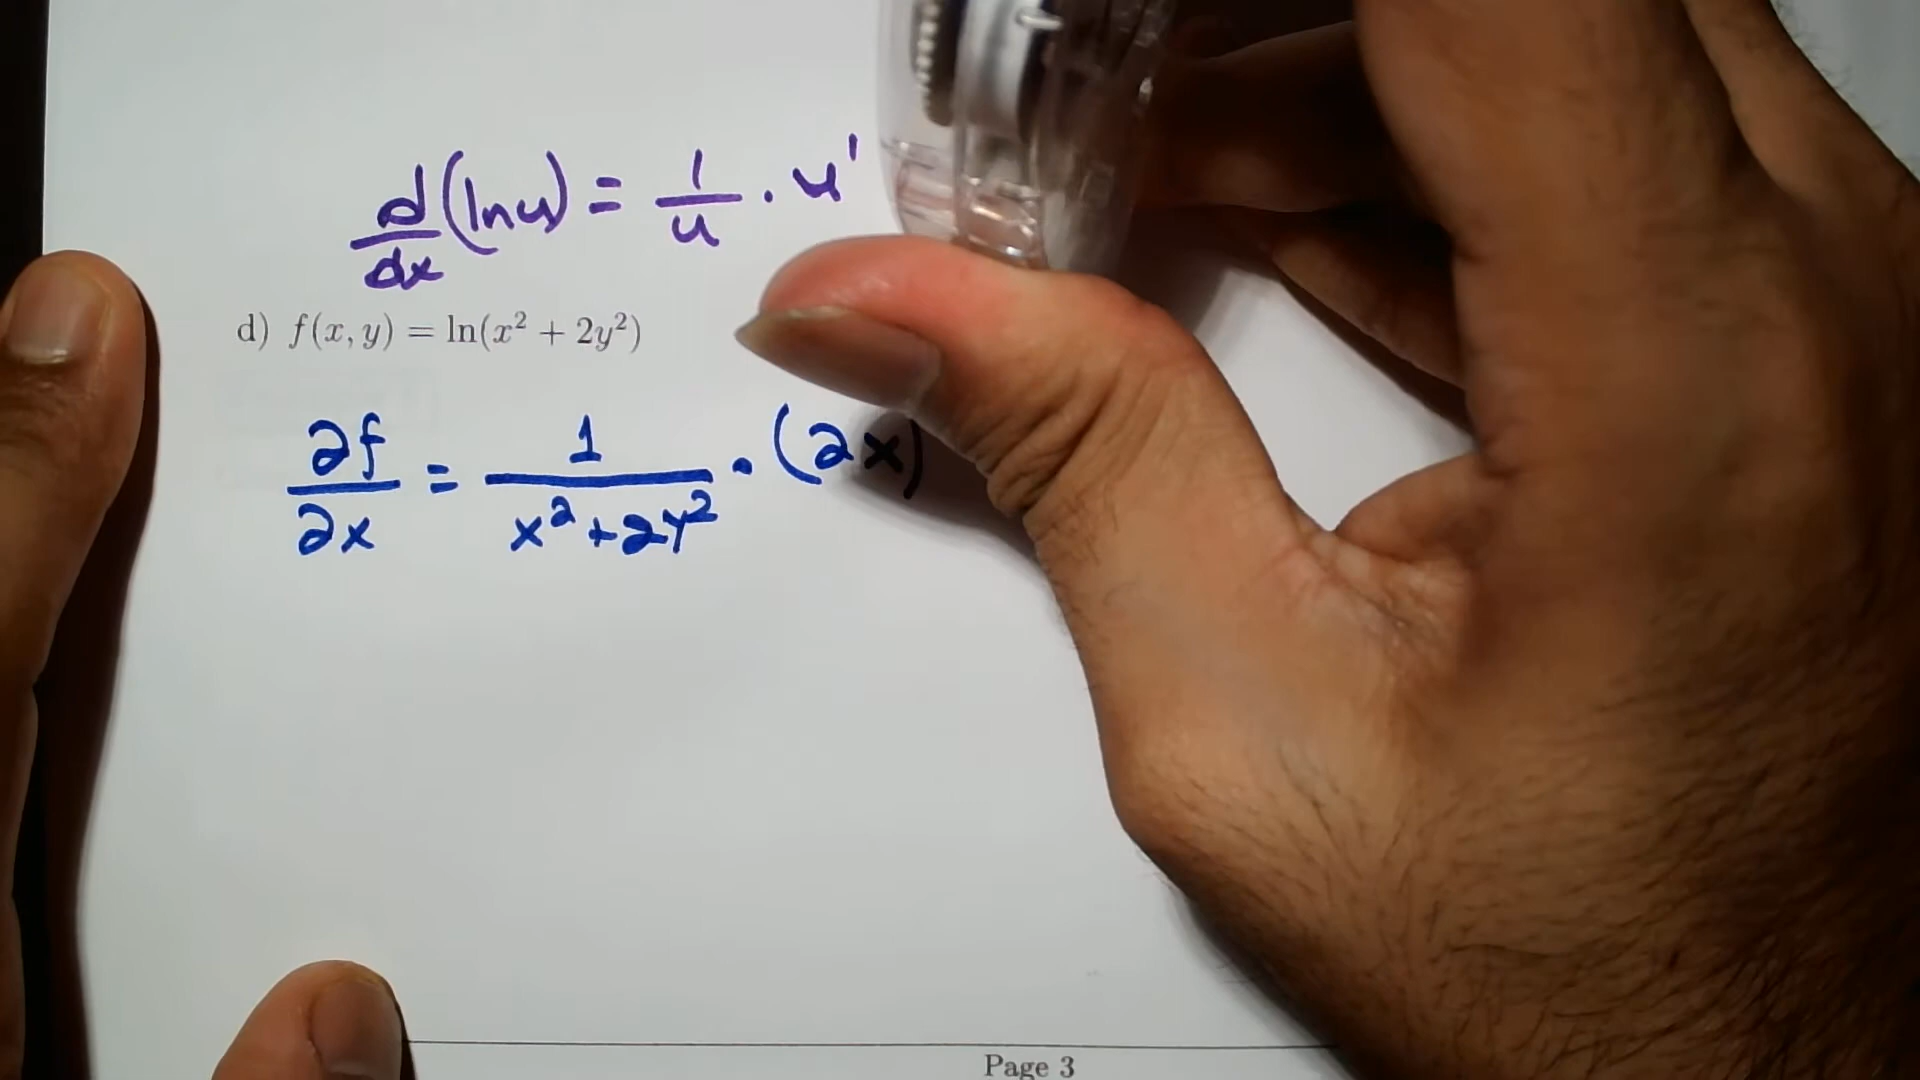 d/dx (ln u) = 1/u · u'
d) f(x, y) = ln(x² + 2y²)
∂f/∂x = 1/(x²+2y²) · (2x)
Page 3